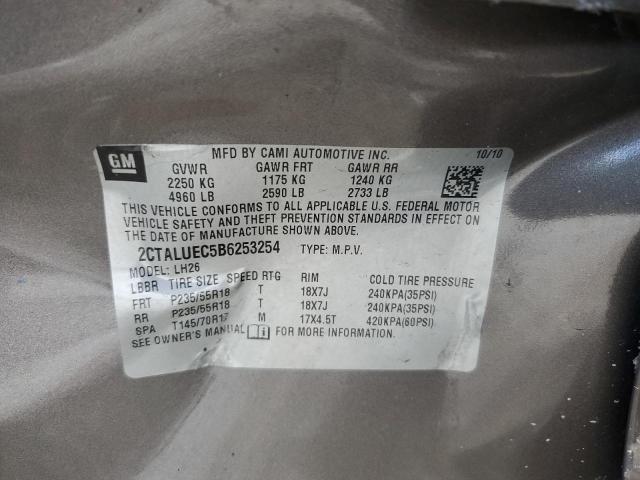 GM
MFD BY CAMI AUTOMOTIVE INC. 10/10
GVWR GAWR FRT GAWR RR
2250 KG 1175 KG 1240 KG
4960 LB 2590 LB 2733 LB
THIS VEHICLE CONFORMS TO ALL APPLICABLE U.S. FEDERAL MOTOR
VEHICLE SAFETY AND THEFT PREVENTION STANDARDS IN EFFECT ON
THE DATE OF MANUFACTURE SHOWN ABOVE.
2CTALUEC5B6253254 TYPE: M.P.V.
MODEL: LH26
LBBR TIRE SIZE SPEED RTG RIM COLD TIRE PRESSURE
FRT P235/55R18 T 18X7J 240KPA(35PSI)
RR P235/55R18 T 18X7J 240KPA(35PSI)
SPA T145/70R17 M 17X4.5T 420KPA(60PSI)
SEE OWNER'S MANUAL FOR MORE INFORMATION.